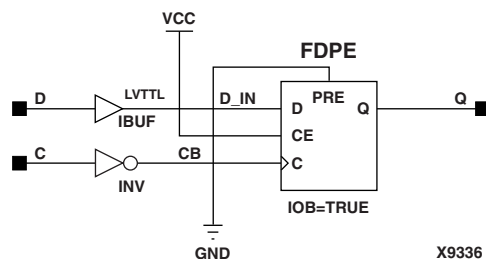 VCC
FDPE
D
LVTTL
D_IN
D
PRE
Q
Q
IBUF
CE
C
CB
C
INV
IOB=TRUE
GND
X9336